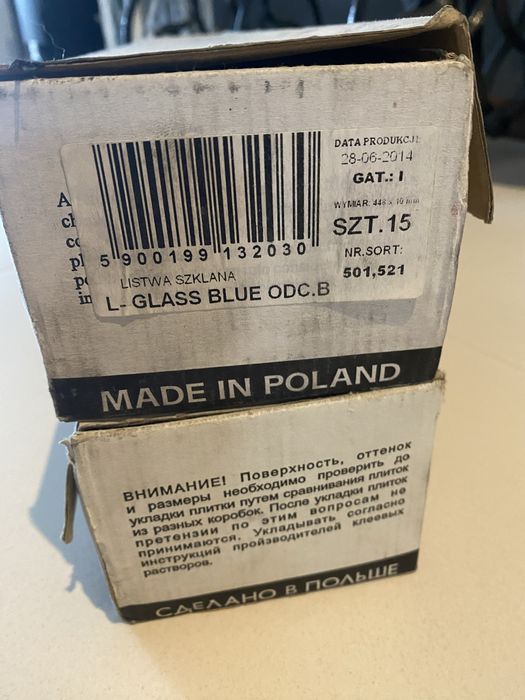 DATA PRODUKCJI:
28-06-2014
GAT.: I
WYMIAR: 448 x 10 mm
SZT.15
NR.SORT:
501,521
5 900199 132030
LISTWA SZKLANA
L- GLASS BLUE ODC.B
MADE IN POLAND
ВНИМАНИЕ! Поверхность, оттенок
и размеры необходимо проверить до
укладки плитки путем сравнивания плиток
из разных коробок. После укладки плиток
претензии по этим вопросам не
принимаются. Укладывать согласно
инструкций производителей клеевых
растворов.
СДЕЛАНО В ПОЛЬШЕ